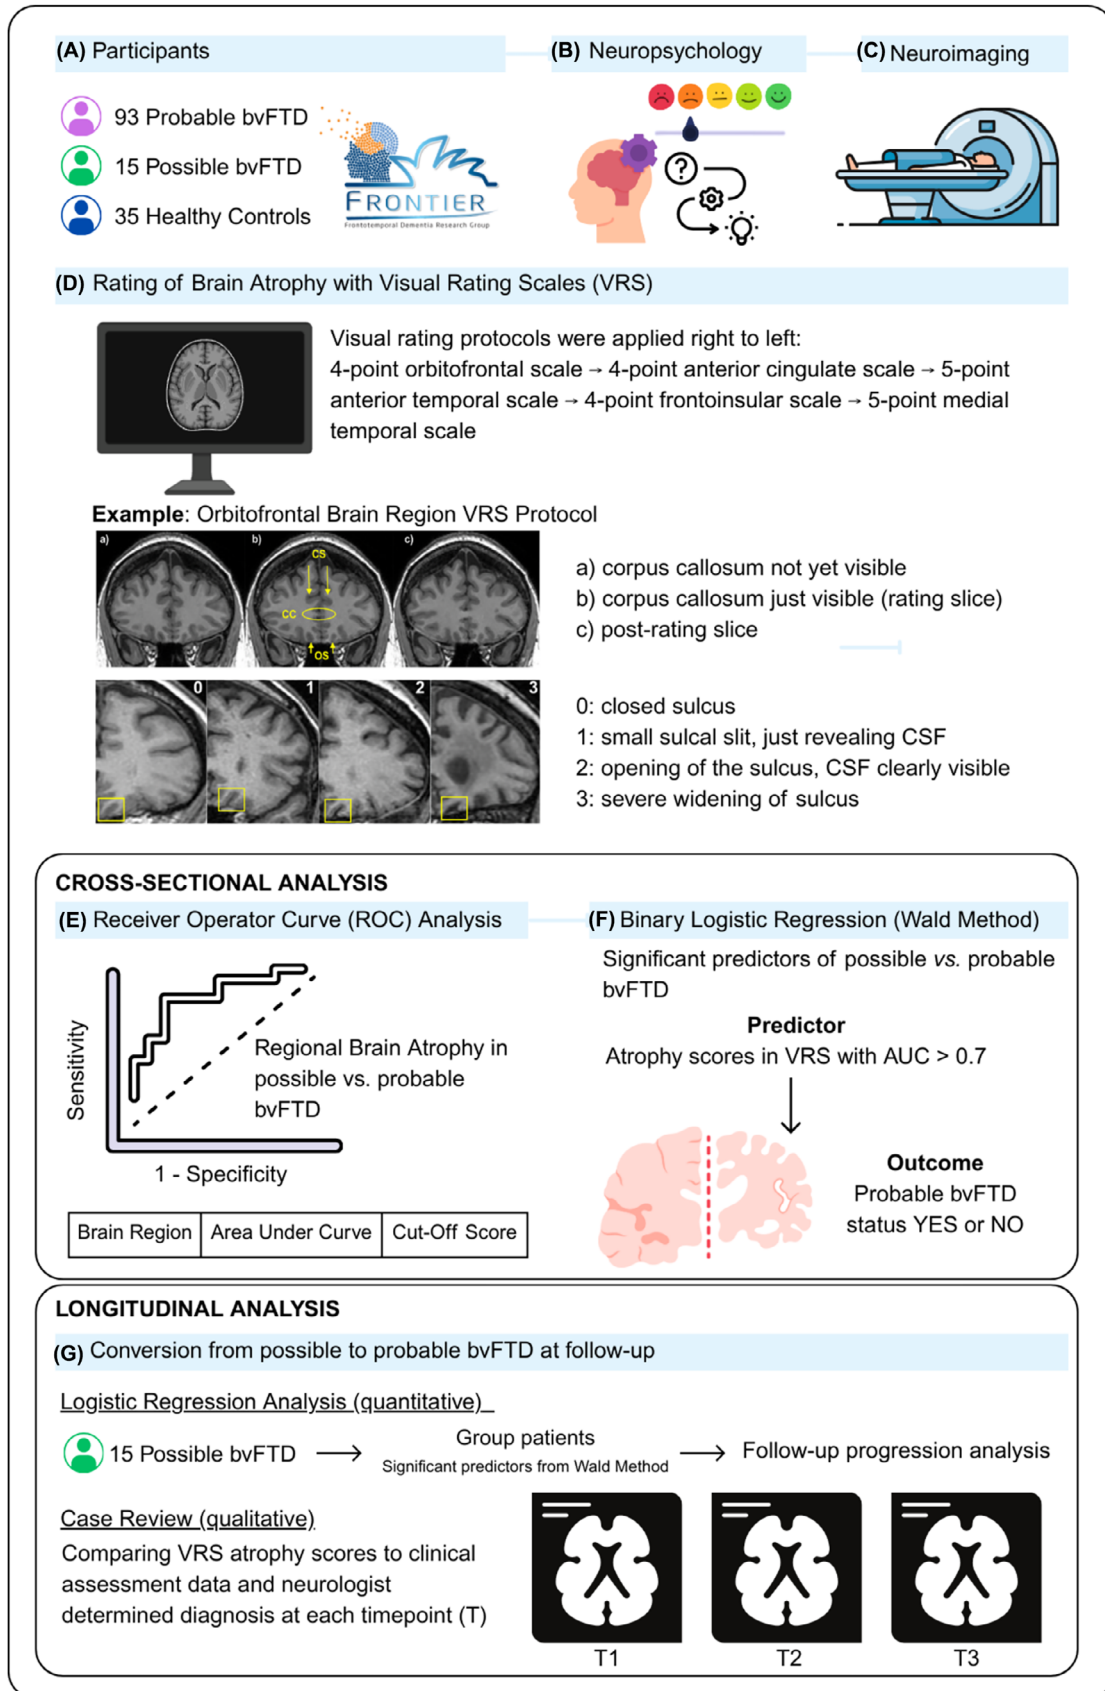 (A) Participants
(B) Neuropsychology
(C) Neuroimaging
93 Probable bvFTD
15 Possible bvFTD
35 Healthy Controls
FRONTIER
Frontotemporal Dementia Research Group
?
(D) Rating of Brain Atrophy with Visual Rating Scales (VRS)
Visual rating protocols were applied right to left:
4-point orbitofrontal scale → 4-point anterior cingulate scale → 5-point
anterior temporal scale → 4-point frontoinsular scale → 5-point medial
temporal scale
Example: Orbitofrontal Brain Region VRS Protocol
a)
b)
c)
CS
CC
OS
a) corpus callosum not yet visible
b) corpus callosum just visible (rating slice)
c) post-rating slice
0
1
2
3
0: closed sulcus
1: small sulcal slit, just revealing CSF
2: opening of the sulcus, CSF clearly visible
3: severe widening of sulcus
CROSS-SECTIONAL ANALYSIS
(E) Receiver Operator Curve (ROC) Analysis
Sensitivity
Regional Brain Atrophy in
possible vs. probable
bvFTD
1 - Specificity
Brain Region
Area Under Curve
Cut-Off Score
(F) Binary Logistic Regression (Wald Method)
Significant predictors of possible vs. probable
bvFTD
Predictor
Atrophy scores in VRS with AUC > 0.7
Outcome
Probable bvFTD
status YES or NO
LONGITUDINAL ANALYSIS
(G) Conversion from possible to probable bvFTD at follow-up
Logistic Regression Analysis (quantitative)
15 Possible bvFTD
Group patients
Significant predictors from Wald Method
Follow-up progression analysis
Case Review (qualitative)
Comparing VRS atrophy scores to clinical
assessment data and neurologist
determined diagnosis at each timepoint (T)
T1
T2
T3